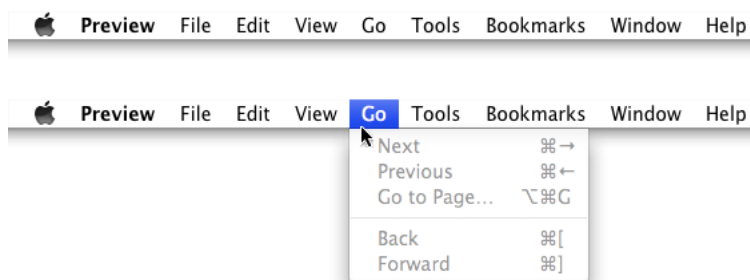 Preview File Edit View Go Tools Bookmarks Window Help
Preview File Edit View Go Tools Bookmarks Window Help
Next ⌘→
Previous ⌘←
Go to Page... ⌥⌘G
Back ⌘[
Forward ⌘]